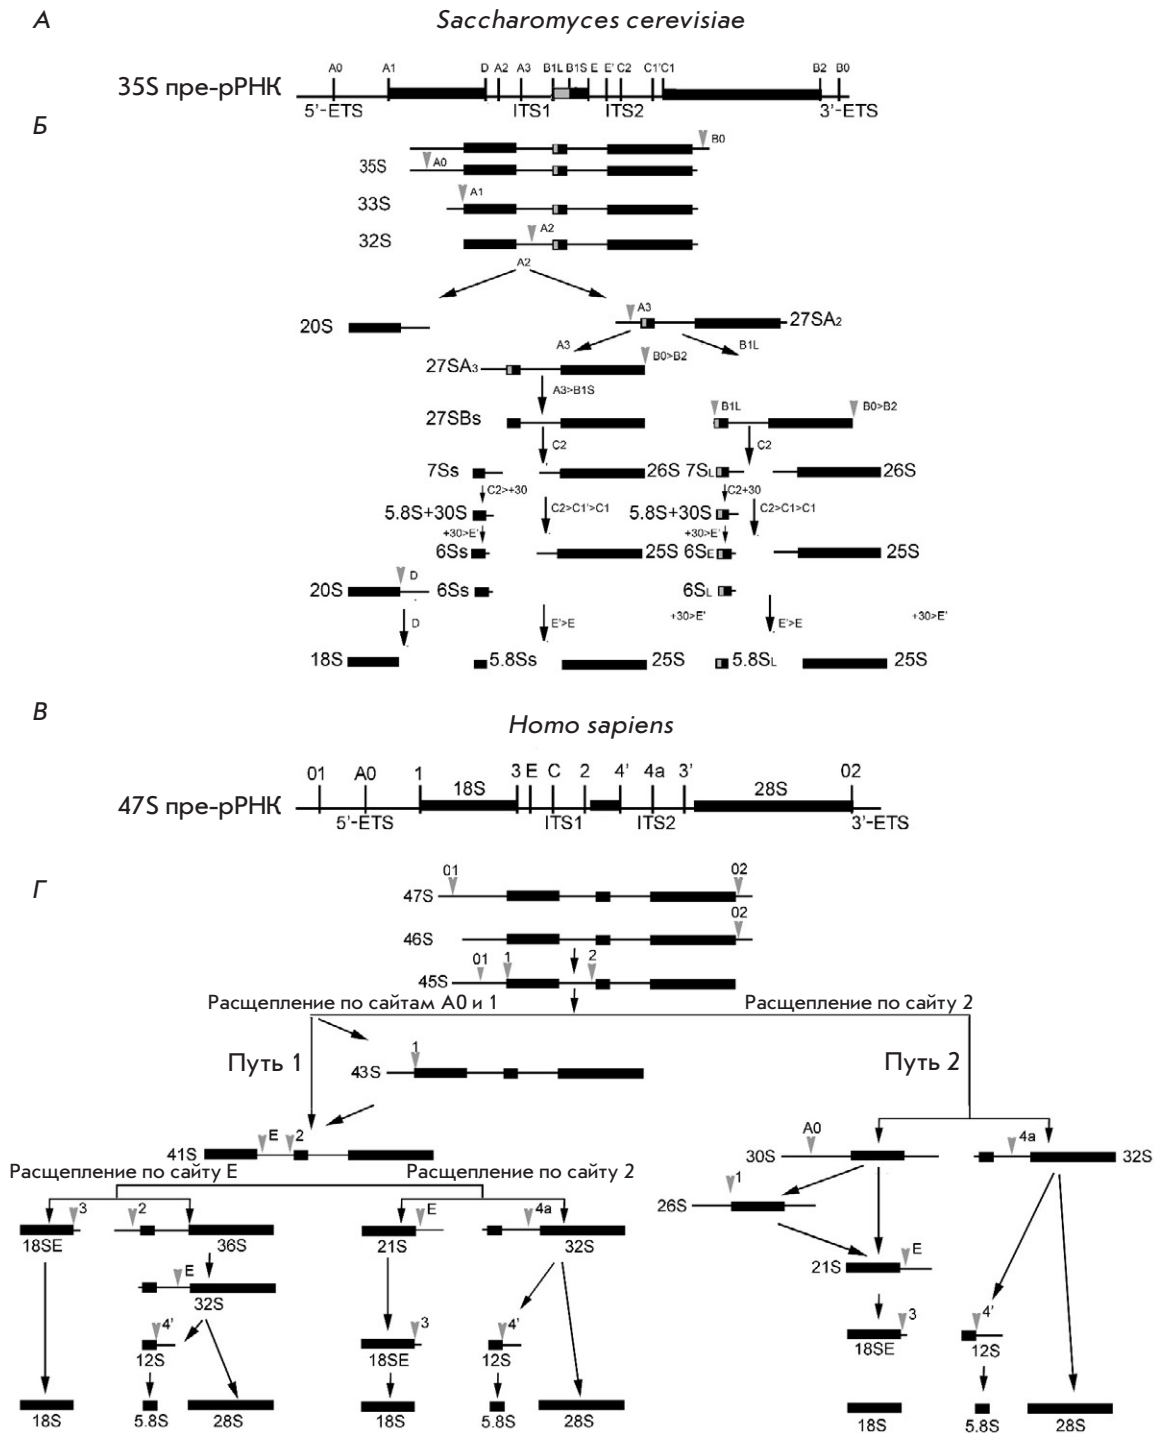 А
Saccharomyces cerevisiae
A0 A1 D A2 A3 B1L B1S E E' C2 C1' C1 B2 B0
35S пре-рРНК
5'-ETS ITS1 ITS2 3'-ETS
Б
B0
35S A0
A1
33S
A2
32S
A2
20S A3 27SA2
A3 B1L
27SA3 B0>B2
A3>B1S
27SBs B1L B0>B2
C2 C2
7Ss 26S 7SL 26S
C2>+30 C2+30
5.8S+30S C2>C1'>C1 5.8S+30S C2>C1>C1
+30>E' +30>E'
6Ss 25S 6SE 25S
D
20S 6Ss 6SL
+30>E' +30>E'
D E'>E E'>E
18S 5.8Ss 25S 5.8SL 25S
В
Homo sapiens
01 A0 1 18S 3 E C 2 4' 4a 3' 28S 02
47S пре-рРНК
5'-ETS ITS1 ITS2 3'-ETS
Г
01 02
47S
02
46S
01 1 2
45S
Расщепление по сайтам A0 и 1 Расщепление по сайту 2
Путь 1 1 Путь 2
43S
E 2 A0 4a
41S 30S 32S
Расщепление по сайту E Расщепление по сайту 2
1
26S
3 2 E 4a
18SE 36S 21S 32S
E
21S
E
32S
4' 3 4' 3 4'
12S 18SE 12S 18SE 12S
18S 5.8S 28S 18S 5.8S 28S 18S 5.8S 28S